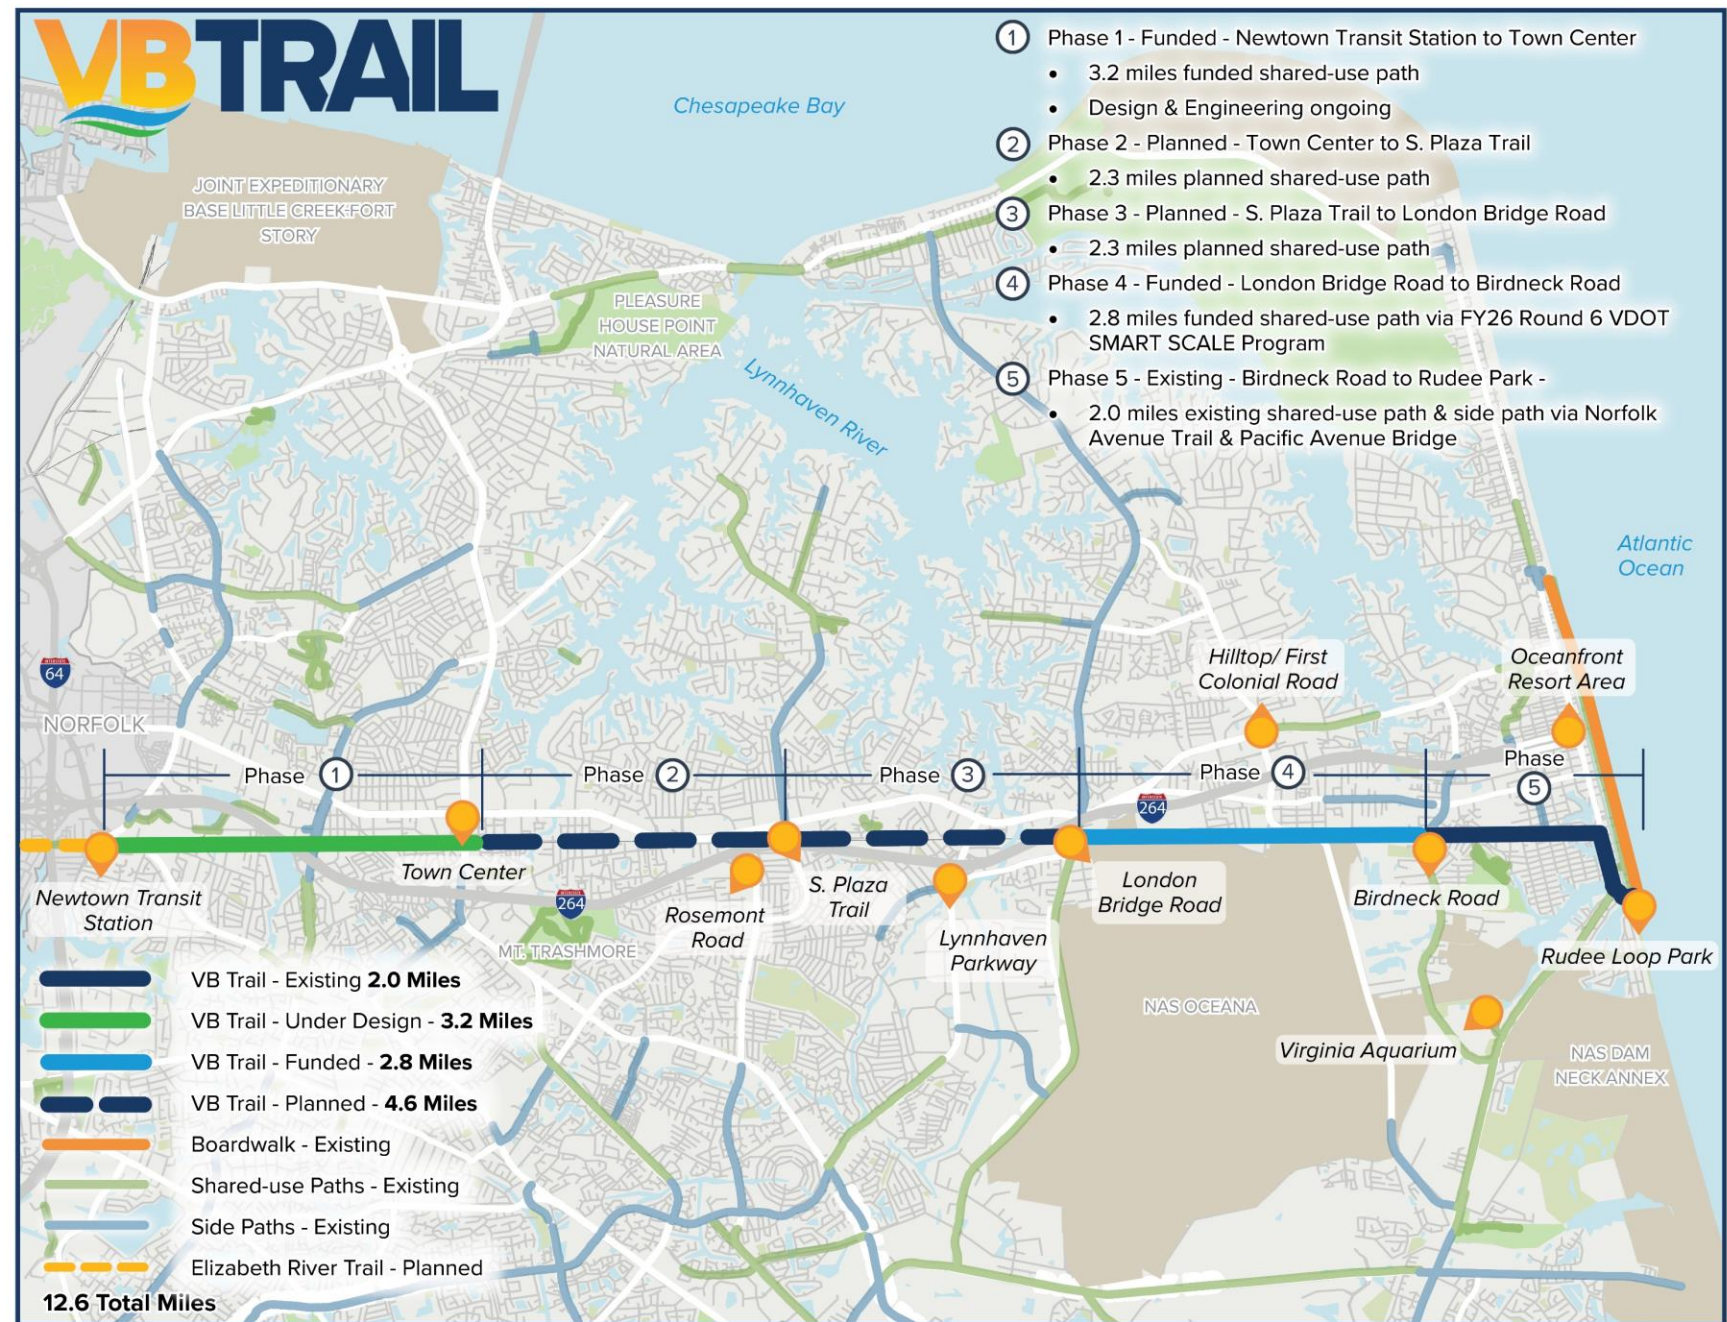 VBTRAIL
1 Phase 1 - Funded - Newtown Transit Station to Town Center
• 3.2 miles funded shared-use path
• Design & Engineering ongoing
2 Phase 2 - Planned - Town Center to S. Plaza Trail
• 2.3 miles planned shared-use path
3 Phase 3 - Planned - S. Plaza Trail to London Bridge Road
• 2.3 miles planned shared-use path
4 Phase 4 - Funded - London Bridge Road to Birdneck Road
• 2.8 miles funded shared-use path via FY26 Round 6 VDOT
SMART SCALE Program
5 Phase 5 - Existing - Birdneck Road to Rudee Park -
• 2.0 miles existing shared-use path & side path via Norfolk
Avenue Trail & Pacific Avenue Bridge
Chesapeake Bay
JOINT EXPEDITIONARY
BASE LITTLE CREEK-FORT
STORY
PLEASURE
HOUSE POINT
NATURAL AREA
Lynnhaven River
Atlantic
Ocean
64
NORFOLK
Hilltop/ First
Colonial Road
Oceanfront
Resort Area
Phase 1
Phase 2
Phase 3
Phase 4
Phase
5
264
Newtown Transit
Station
Town Center
264
MT. TRASHMORE
Rosemont
Road
S. Plaza
Trail
Lynnhaven
Parkway
London
Bridge Road
Birdneck Road
Rudee Loop Park
NAS OCEANA
Virginia Aquarium
NAS DAM
NECK ANNEX
VB Trail - Existing 2.0 Miles
VB Trail - Under Design - 3.2 Miles
VB Trail - Funded - 2.8 Miles
VB Trail - Planned - 4.6 Miles
Boardwalk - Existing
Shared-use Paths - Existing
Side Paths - Existing
Elizabeth River Trail - Planned
12.6 Total Miles